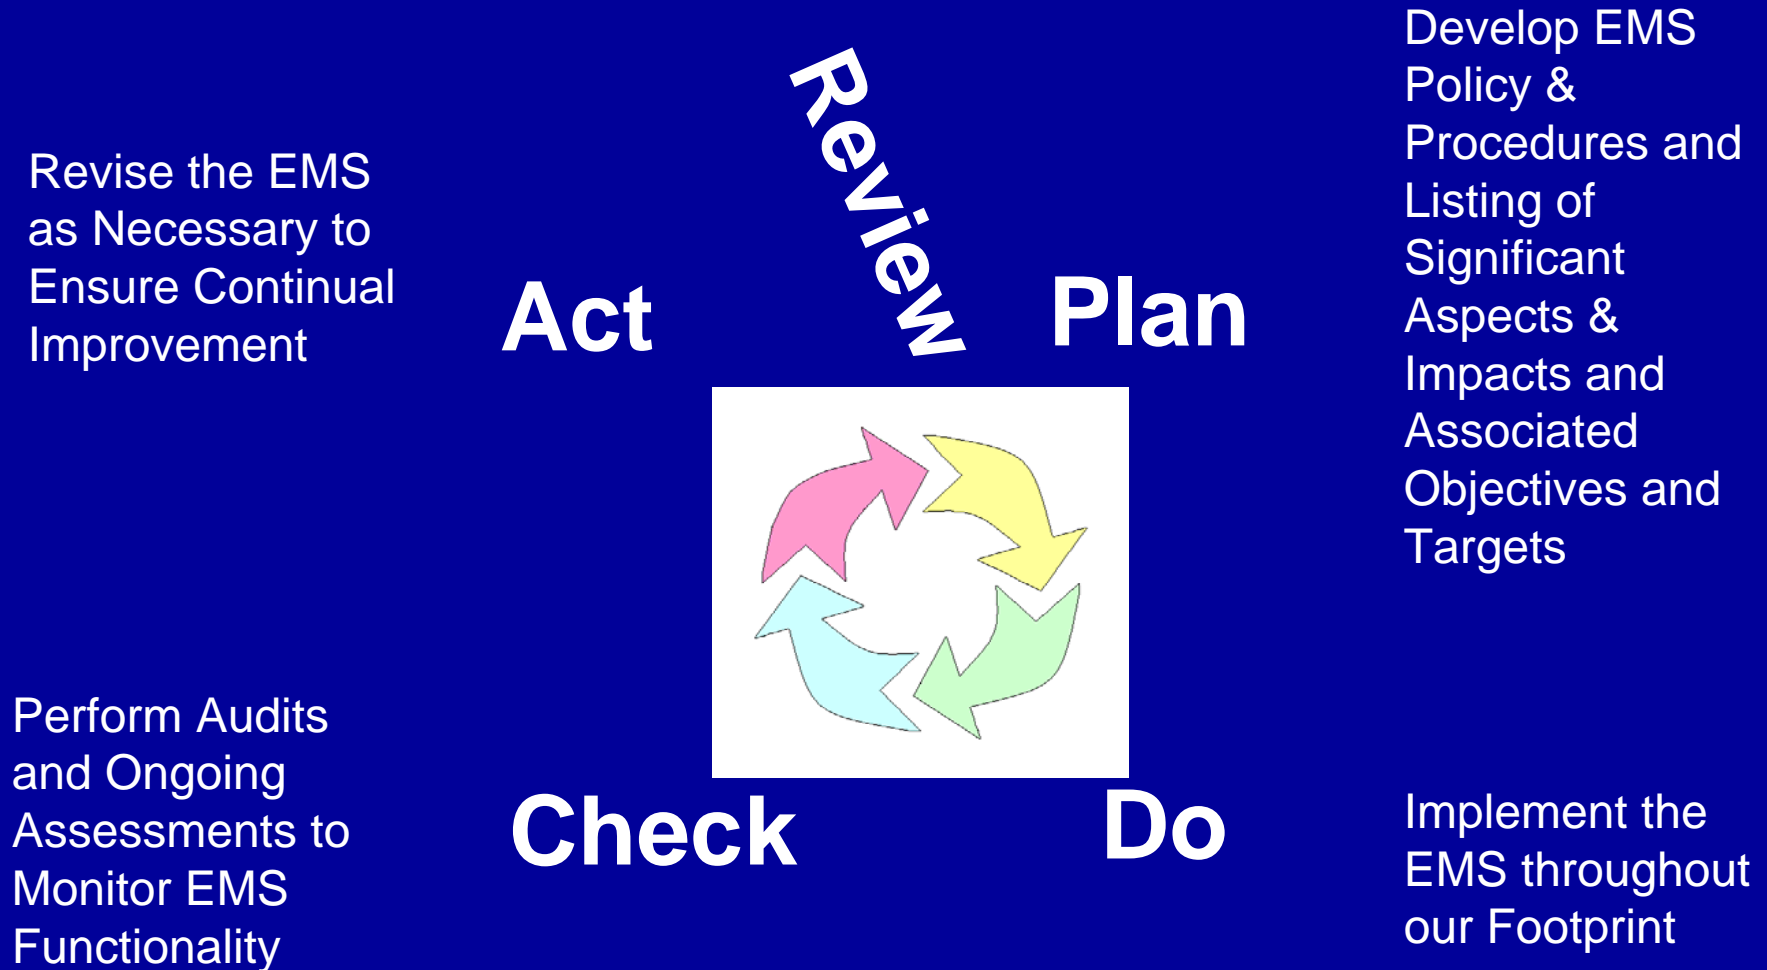 Review
Develop EMS
Policy &
Procedures and
Listing of
Significant
Aspects &
Impacts and
Associated
Objectives and
Targets
Revise the EMS
as Necessary to
Ensure Continual
Improvement
Act
Plan
Perform Audits
and Ongoing
Assessments to
Monitor EMS
Functionality
Check
Do
Implement the
EMS throughout
our Footprint